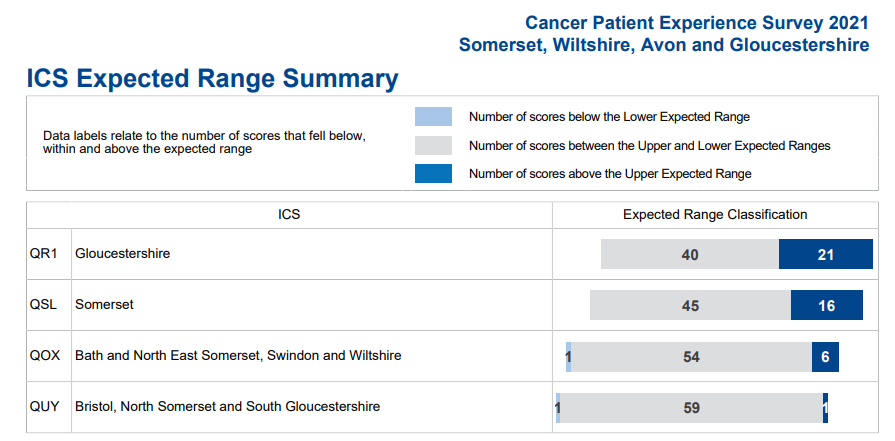 Cancer Patient Experience Survey 2021
Somerset, Wiltshire, Avon and Gloucestershire
ICS Expected Range Summary
Data labels relate to the number of scores that fell below,
within and above the expected range
Number of scores below the Lower Expected Range
Number of scores between the Upper and Lower Expected Ranges
Number of scores above the Upper Expected Range
ICS Expected Range Classification
QR1 Gloucestershire 40 21
QSL Somerset 45 16
QOX Bath and North East Somerset, Swindon and Wiltshire 1 54 6
QUY Bristol, North Somerset and South Gloucestershire 1 59 1